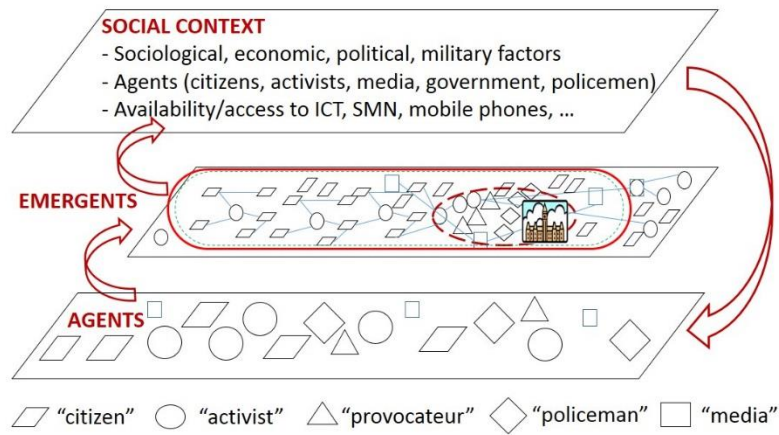 SOCIAL CONTEXT
- Sociological, economic, political, military factors
- Agents (citizens, activists, media, government, policemen)
- Availability/access to ICT, SMN, mobile phones, ...
EMERGENTS
AGENTS
“citizen” “activist” “provocateur” “policeman” “media”